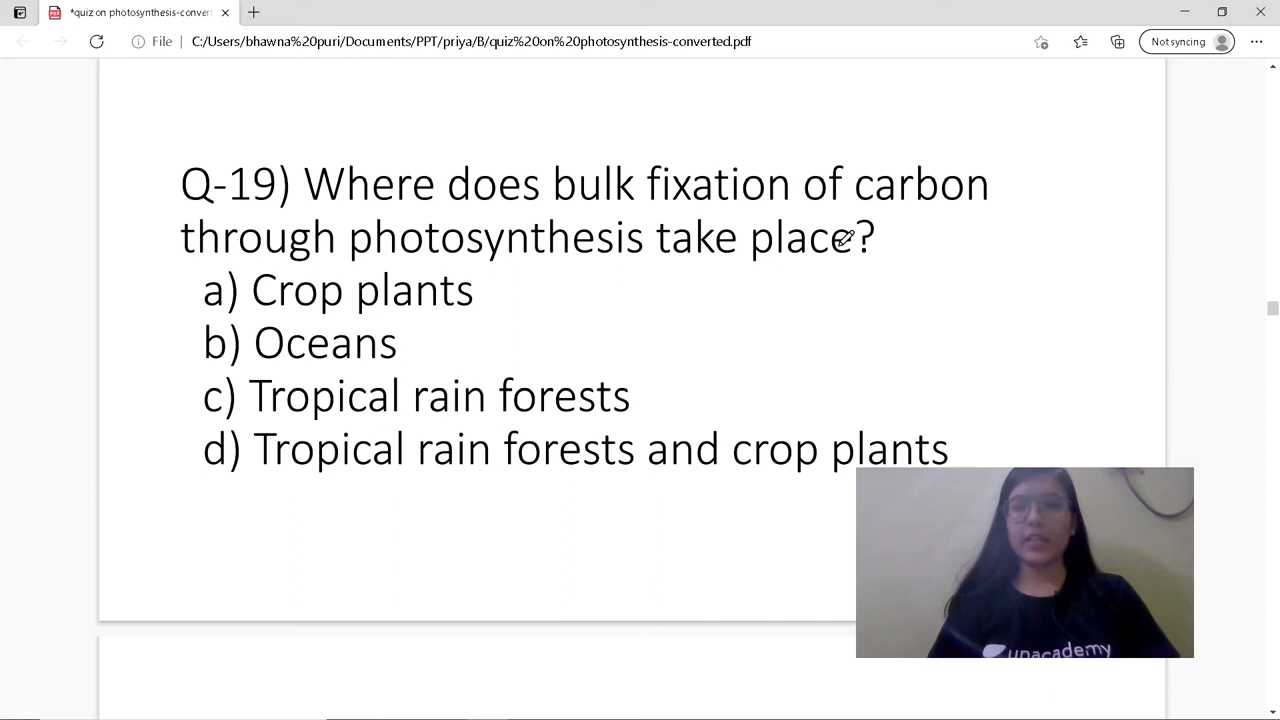 *quiz on photosynthesis-convert
File
C:/Users/bhawna%20puri/Documents/PPT/priya/B/quiz%20on%20photosynthesis-converted.pdf
Not syncing
Q-19) Where does bulk fixation of carbon
through photosynthesis take place?
a) Crop plants
b) Oceans
c) Tropical rain forests
d) Tropical rain forests and crop plants
unacademy